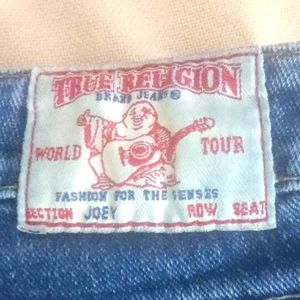 TRUE RELIGION
BRAND JEANS®
WORLD TOUR
FASHION FOR THE SENSES
SECTION JOEY ROW SEAT